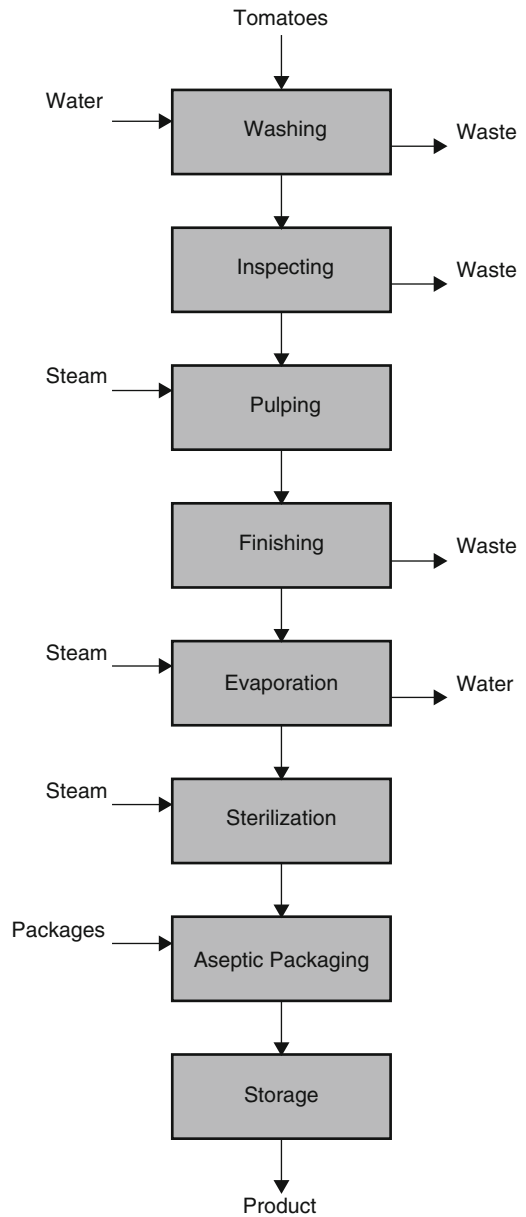 Tomatoes
Water
Washing
Waste
Inspecting
Waste
Steam
Pulping
Finishing
Waste
Steam
Evaporation
Water
Steam
Sterilization
Packages
Aseptic Packaging
Storage
Product